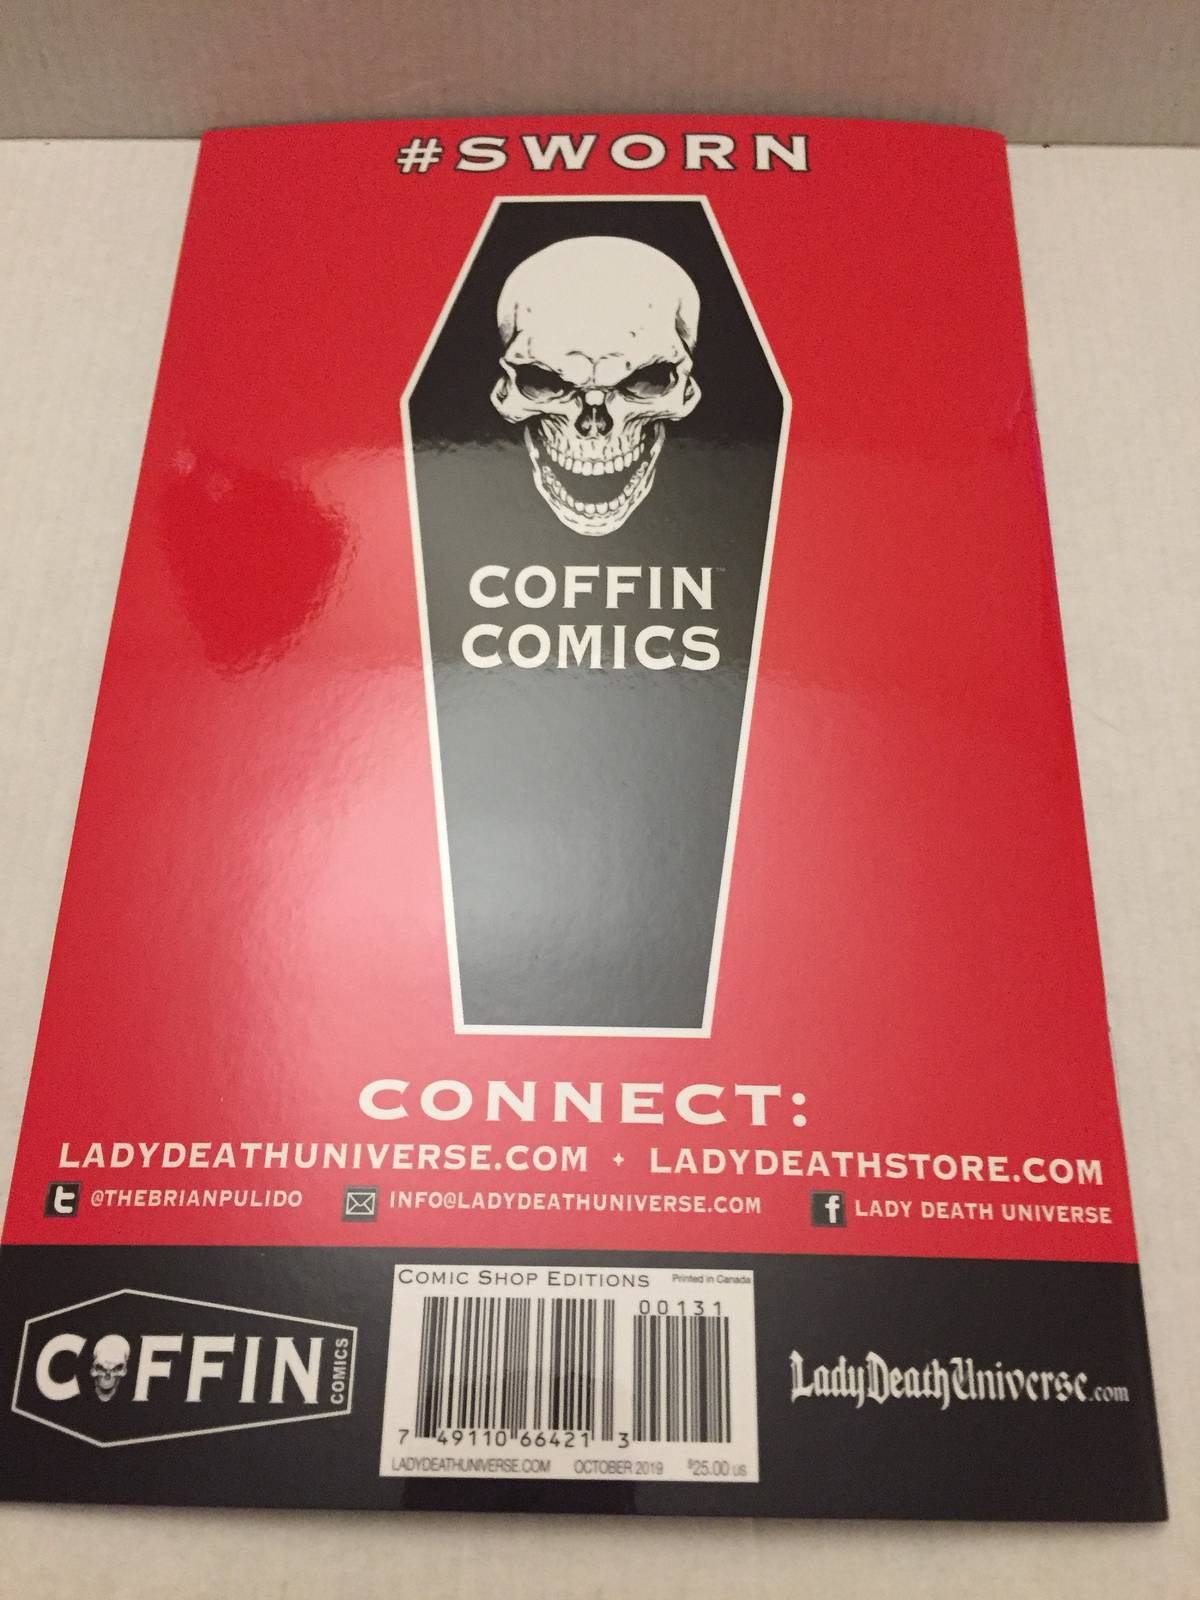 #SWORN
COFFIN™
COMICS
CONNECT:
LADYDEATHUNIVERSE.COM + LADYDEATHSTORE.COM
@THEBRIANPULIDO INFO@LADYDEATHUNIVERSE.COM LADY DEATH UNIVERSE
COMIC SHOP EDITIONS Printed in Canada
00131
COFFIN COMICS
LadyDeathUniverse.com
7 49110 66421 3
LADYDEATHUNIVERSE.COM OCTOBER 2019 $25.00 US